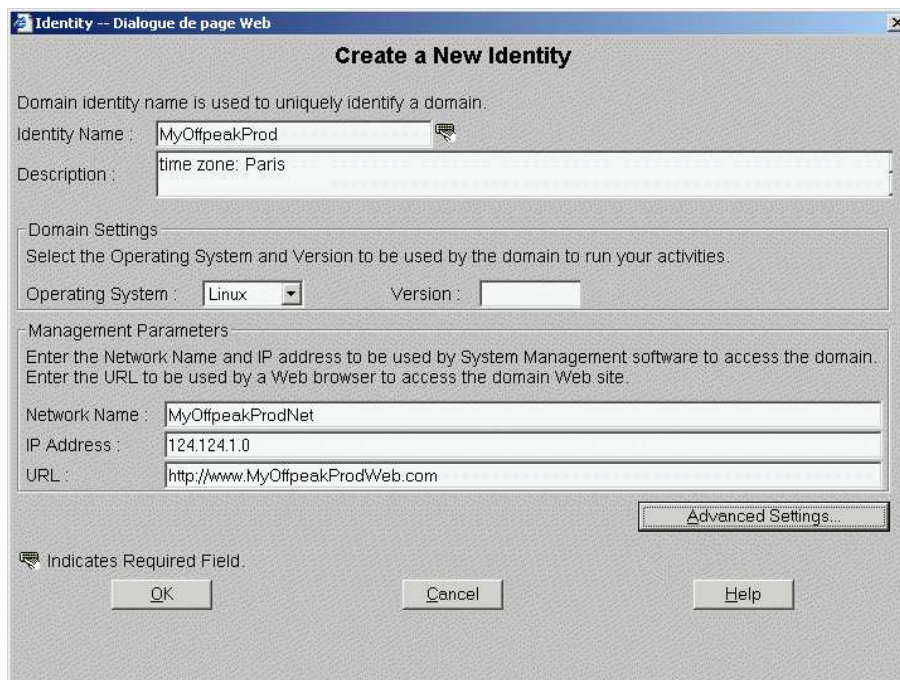 Identity -- Dialogue de page Web
Create a New Identity
Domain identity name is used to uniquely identify a domain.
Identity Name : MyOffpeakProd
Description : time zone: Paris
Domain Settings
Select the Operating System and Version to be used by the domain to run your activities.
Operating System : Linux Version :
Management Parameters
Enter the Network Name and IP address to be used by System Management software to access the domain.
Enter the URL to be used by a Web browser to access the domain Web site.
Network Name : MyOffpeakProdNet
IP Address : 124.124.1.0
URL : http://www.MyOffpeakProdWeb.com
Advanced Settings...
Indicates Required Field.
OK Cancel Help